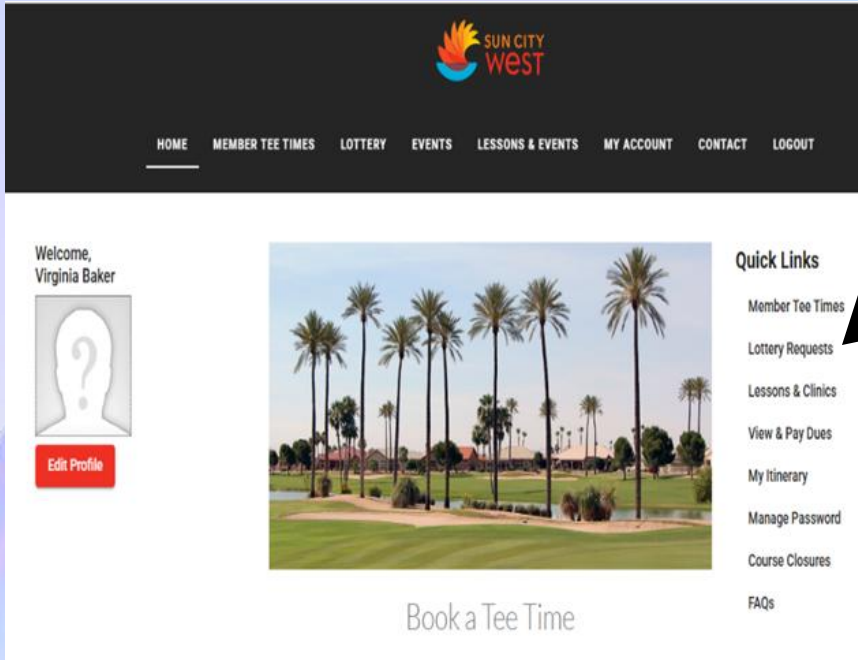 SUN CITY
WEST
HOME MEMBER TEE TIMES LOTTERY EVENTS LESSONS & EVENTS MY ACCOUNT CONTACT LOGOUT
Welcome,
Virginia Baker
?
Edit Profile
Book a Tee Time
Quick Links
Member Tee Times
Lottery Requests
Lessons & Clinics
View & Pay Dues
My Itinerary
Manage Password
Course Closures
FAQs